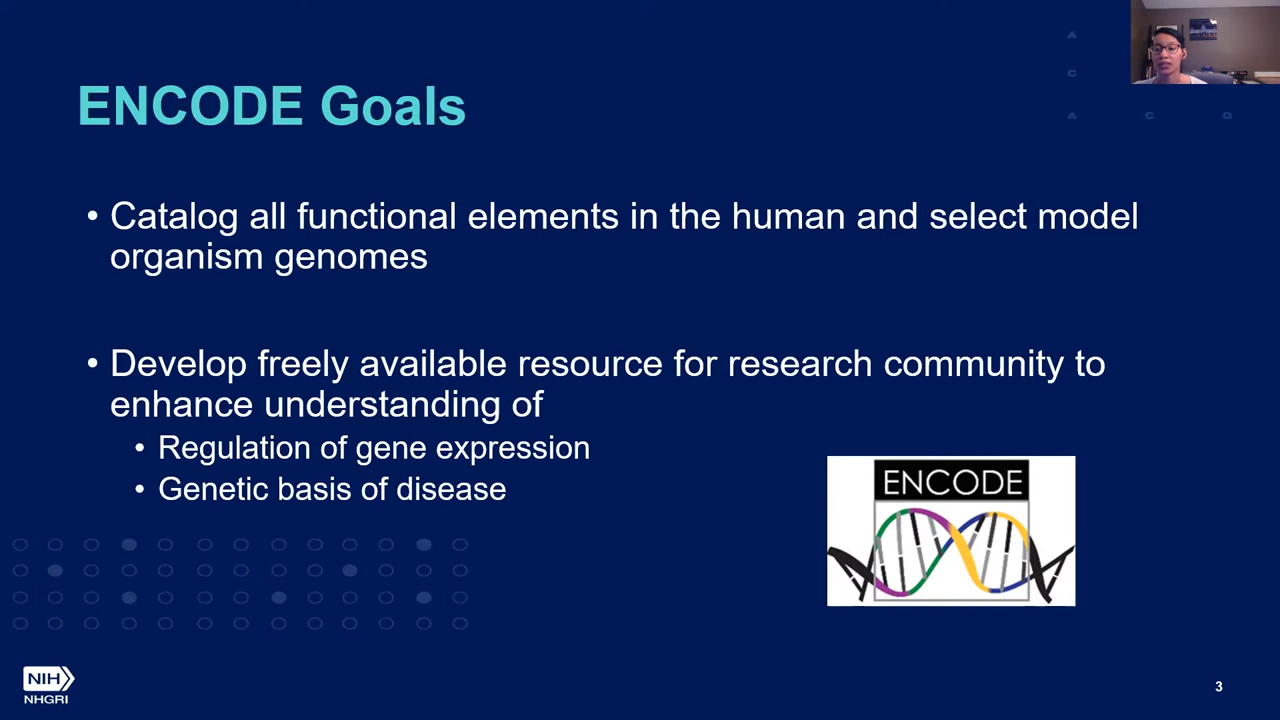 A
C
A C G
ENCODE Goals
• Catalog all functional elements in the human and select model
organism genomes
• Develop freely available resource for research community to
enhance understanding of
• Regulation of gene expression
• Genetic basis of disease
ENCODE
NIH
NHGRI
3